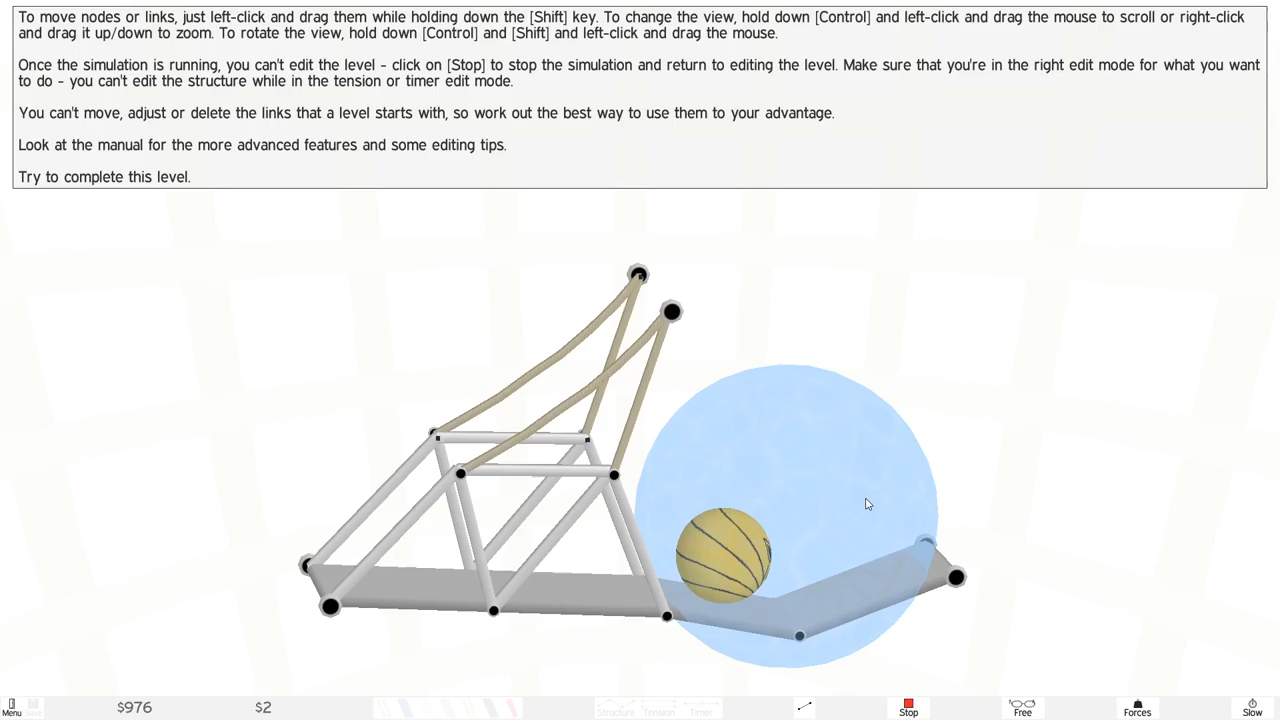 To move nodes or links, just left-click and drag them while holding down the [Shift] key. To change the view, hold down [Control] and left-click and drag the mouse to scroll or right-click
and drag it up/down to zoom. To rotate the view, hold down [Control] and [Shift] and left-click and drag the mouse.
Once the simulation is running, you can't edit the level - click on [Stop] to stop the simulation and return to editing the level. Make sure that you're in the right edit mode for what you want
to do - you can't edit the structure while in the tension or timer edit mode.
You can't move, adjust or delete the links that a level starts with, so work out the best way to use them to your advantage.
Look at the manual for the more advanced features and some editing tips.
Try to complete this level.
Menu Save $976 $2 Structure Tension Timer Stop Free Forces Slow